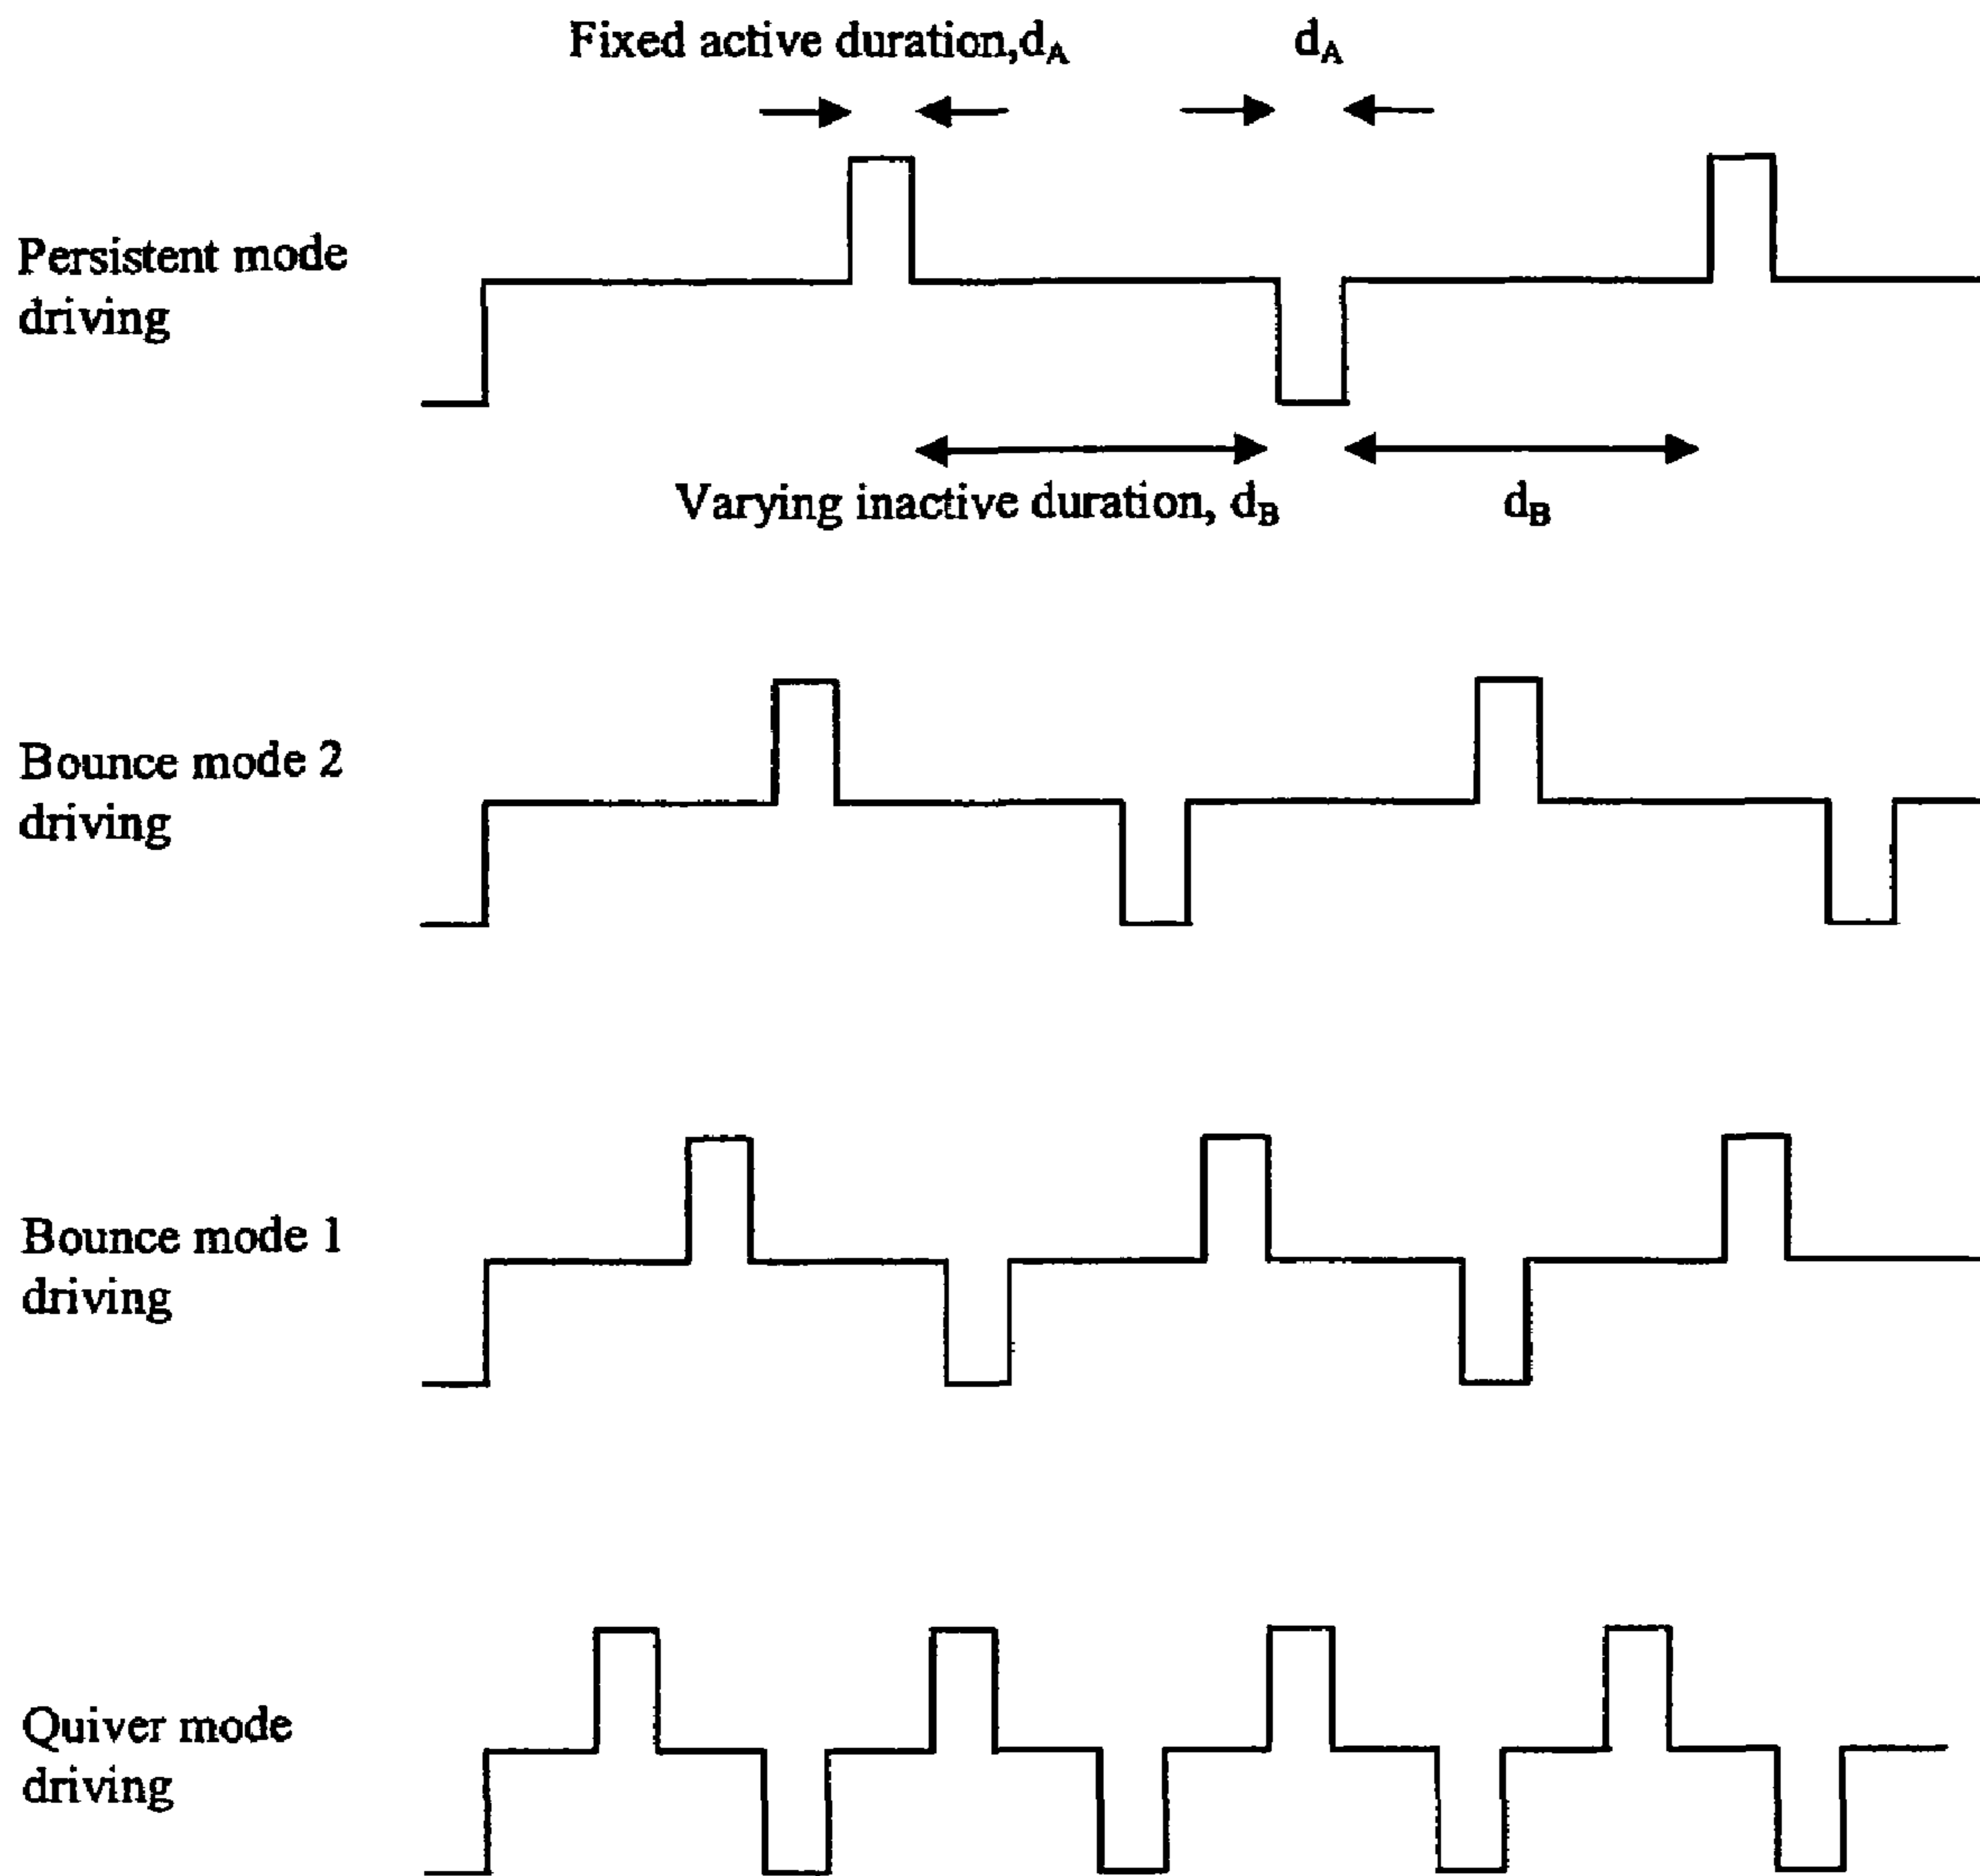 Fixed active duration,dA
dA
Persistent mode
driving
Varying inactive duration, dB
dB
Bounce mode 2
driving
Bounce mode 1
driving
Quiver mode
driving